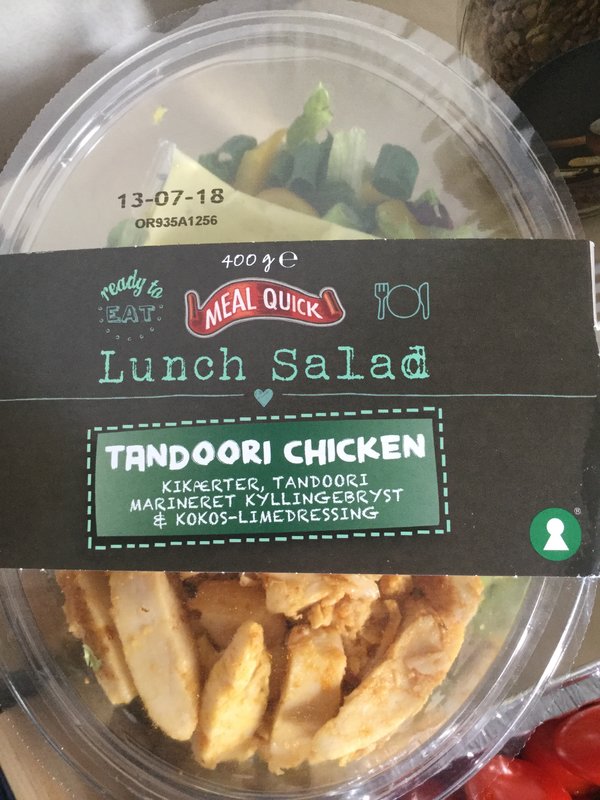 13-07-18
OR935A1256
400 g e
ready to
EAT
MEAL QUICK
Lunch Salad
TANDOORI CHICKEN
KIKÆRTER, TANDOORI
MARINERET KYLLINGEBRYST
& KOKOS-LIMEDRESSING
®